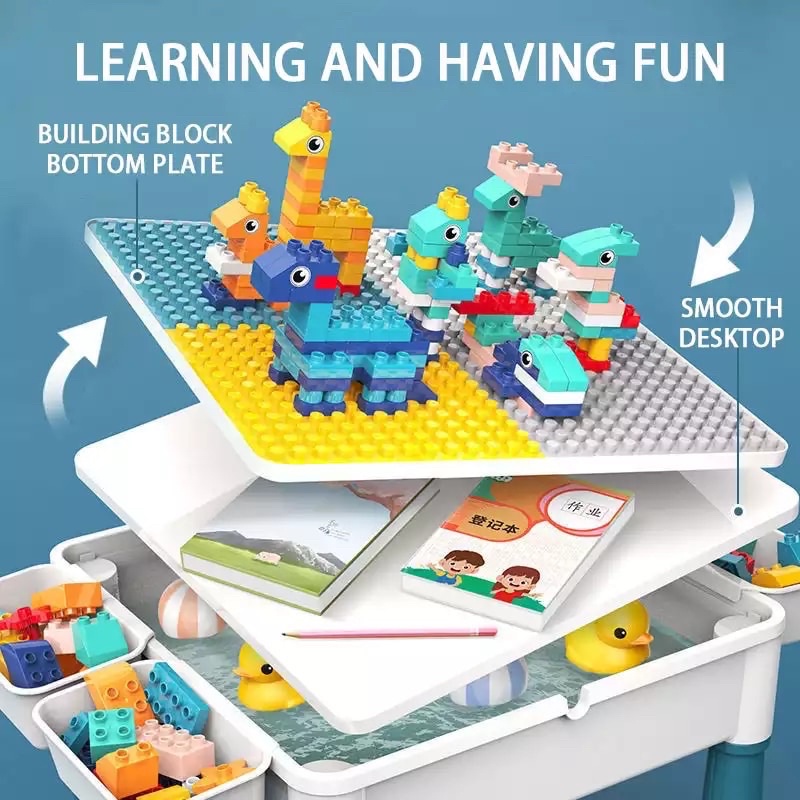 LEARNING AND HAVING FUN
BUILDING BLOCK
BOTTOM PLATE
SMOOTH
DESKTOP
作业
登记本